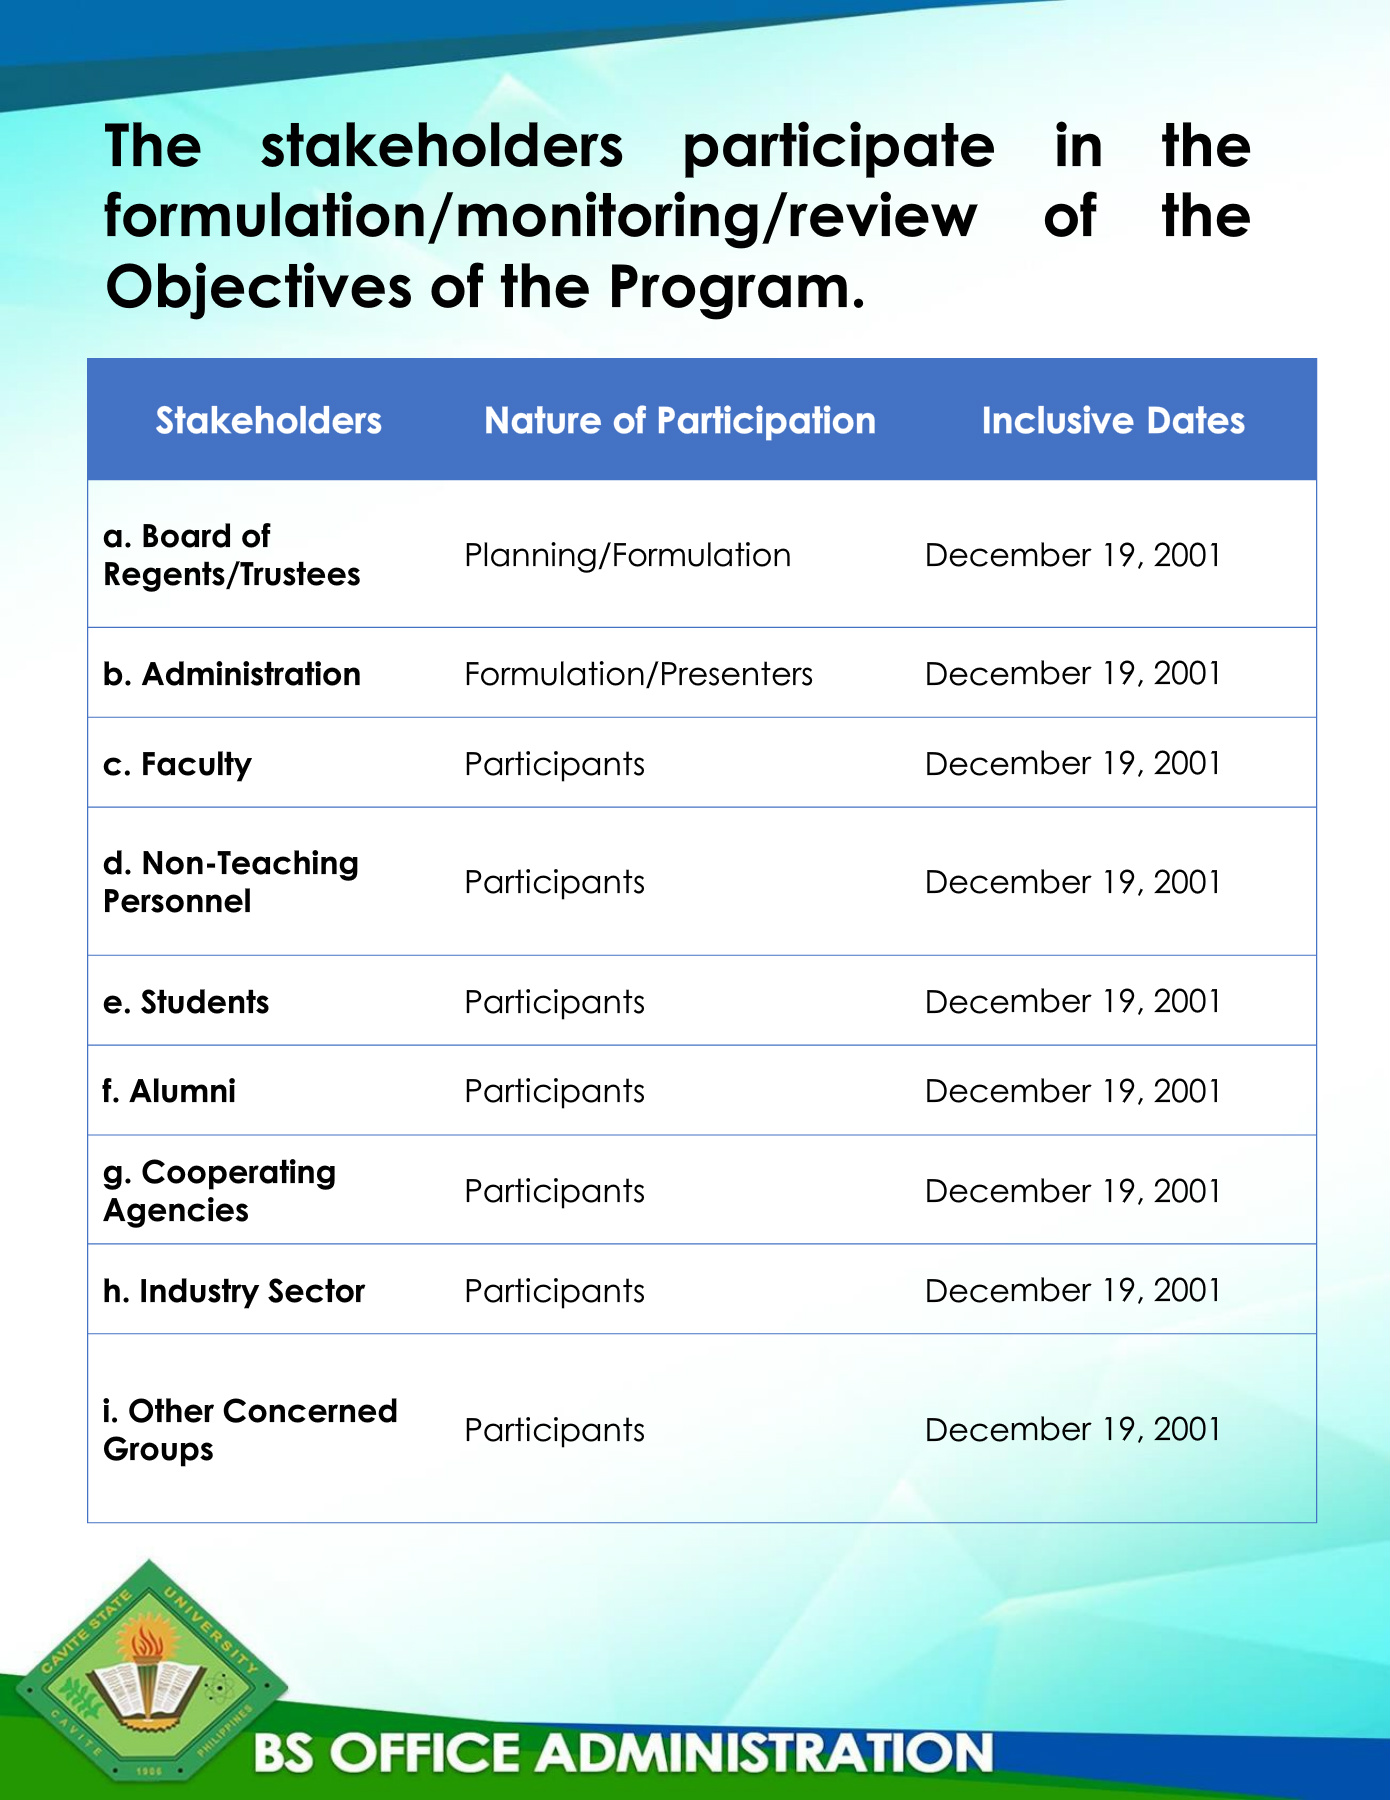 The stakeholders participate in the
formulation/monitoring/review of the
Objectives of the Program.
Stakeholders Nature of Participation Inclusive Dates
a. Board of
Regents/Trustees
Planning/Formulation December 19, 2001
b. Administration Formulation/Presenters December 19, 2001
c. Faculty Participants December 19, 2001
d. Non-Teaching
Personnel
Participants December 19, 2001
e. Students Participants December 19, 2001
f. Alumni Participants December 19, 2001
g. Cooperating
Agencies
Participants December 19, 2001
h. Industry Sector Participants December 19, 2001
i. Other Concerned
Groups
Participants December 19, 2001
CAVITE STATE UNIVERSITY
CAVITE PHILIPPINES
1906
BS OFFICE ADMINISTRATION